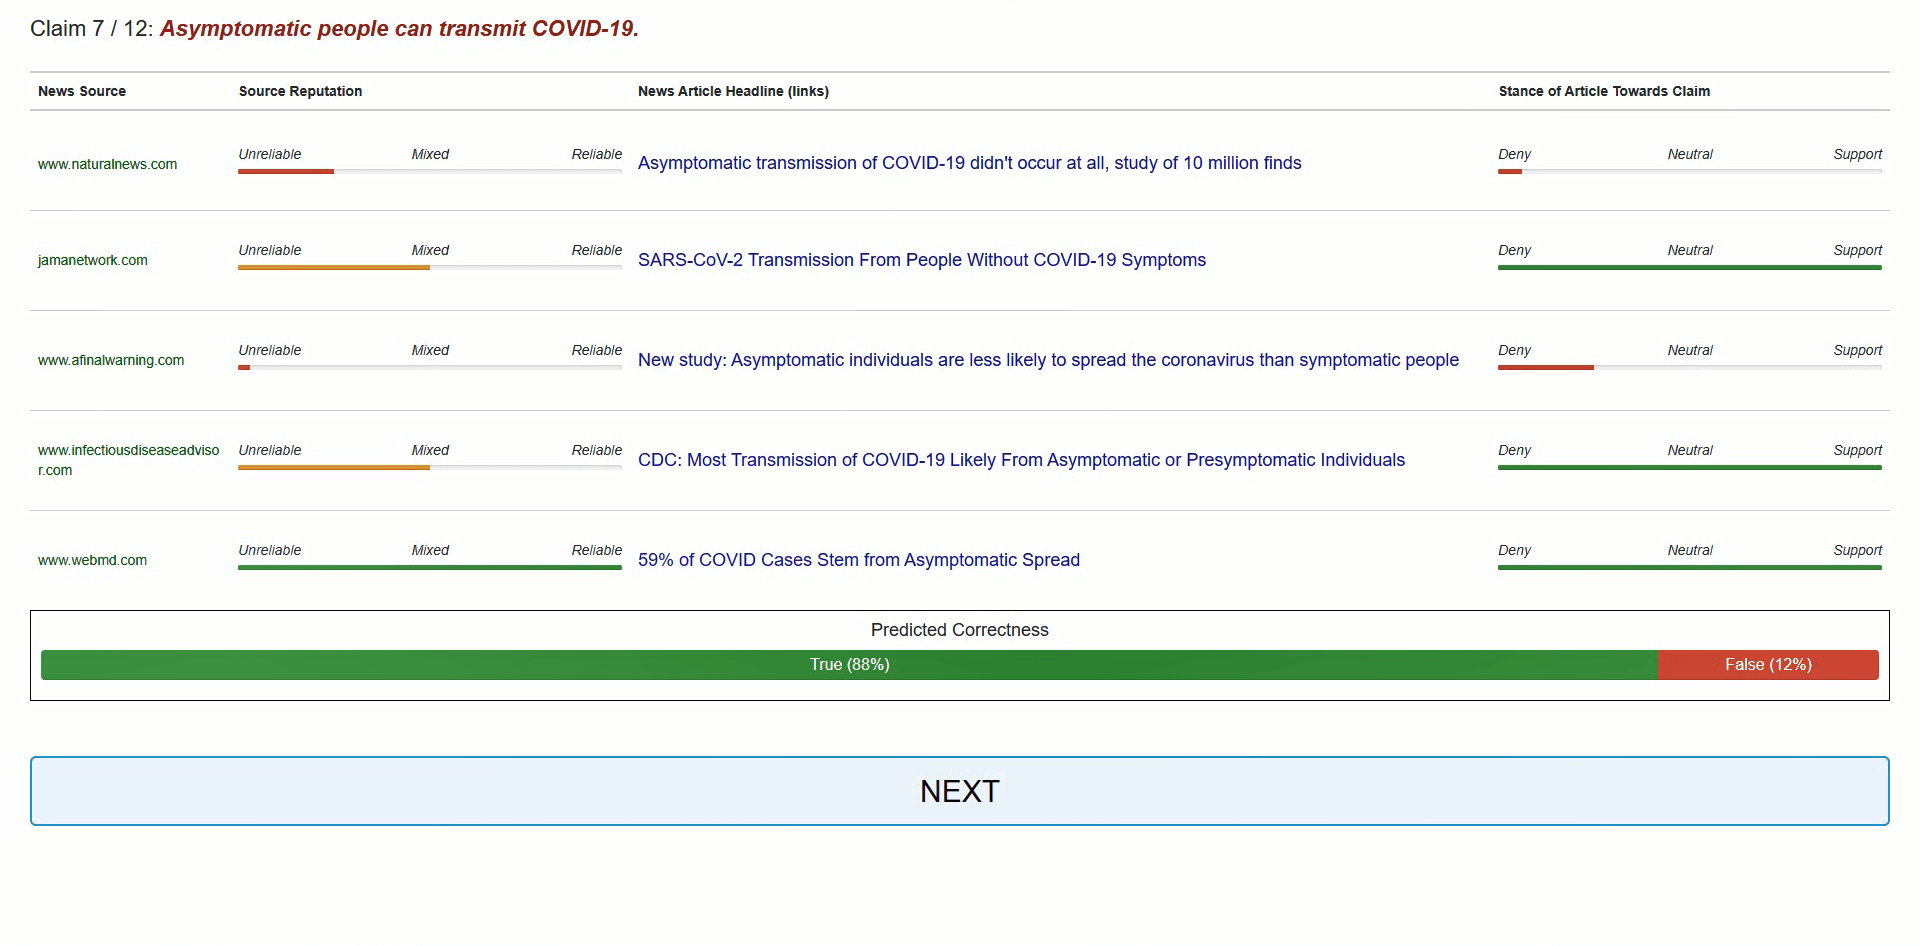 Claim 7 / 12: Asymptomatic people can transmit COVID-19.
News Source Source Reputation News Article Headline (links) Stance of Article Towards Claim
Unreliable Mixed Reliable Deny Neutral Support
www.naturalnews.com Asymptomatic transmission of COVID-19 didn't occur at all, study of 10 million finds
Unreliable Mixed Reliable Deny Neutral Support
jamanetwork.com SARS-CoV-2 Transmission From People Without COVID-19 Symptoms
Unreliable Mixed Reliable Deny Neutral Support
www.afinalwarning.com New study: Asymptomatic individuals are less likely to spread the coronavirus than symptomatic people
www.infectiousdiseaseadviso Unreliable Mixed Reliable Deny Neutral Support
r.com CDC: Most Transmission of COVID-19 Likely From Asymptomatic or Presymptomatic Individuals
Unreliable Mixed Reliable Deny Neutral Support
www.webmd.com 59% of COVID Cases Stem from Asymptomatic Spread
Predicted Correctness
True (88%) False (12%)
NEXT